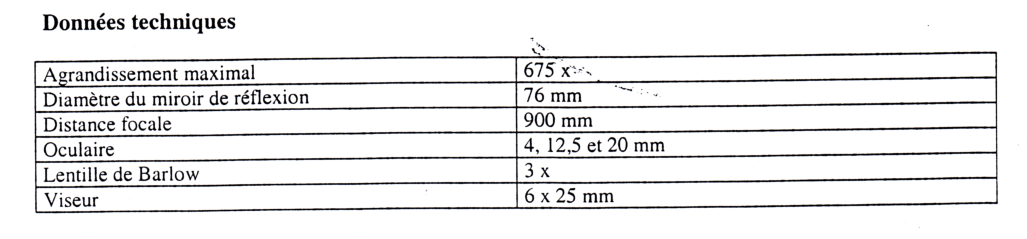 Données techniques
Agrandissement maximal 675 x
Diamètre du miroir de réflexion 76 mm
Distance focale 900 mm
Oculaire 4, 12,5 et 20 mm
Lentille de Barlow 3 x
Viseur 6 x 25 mm